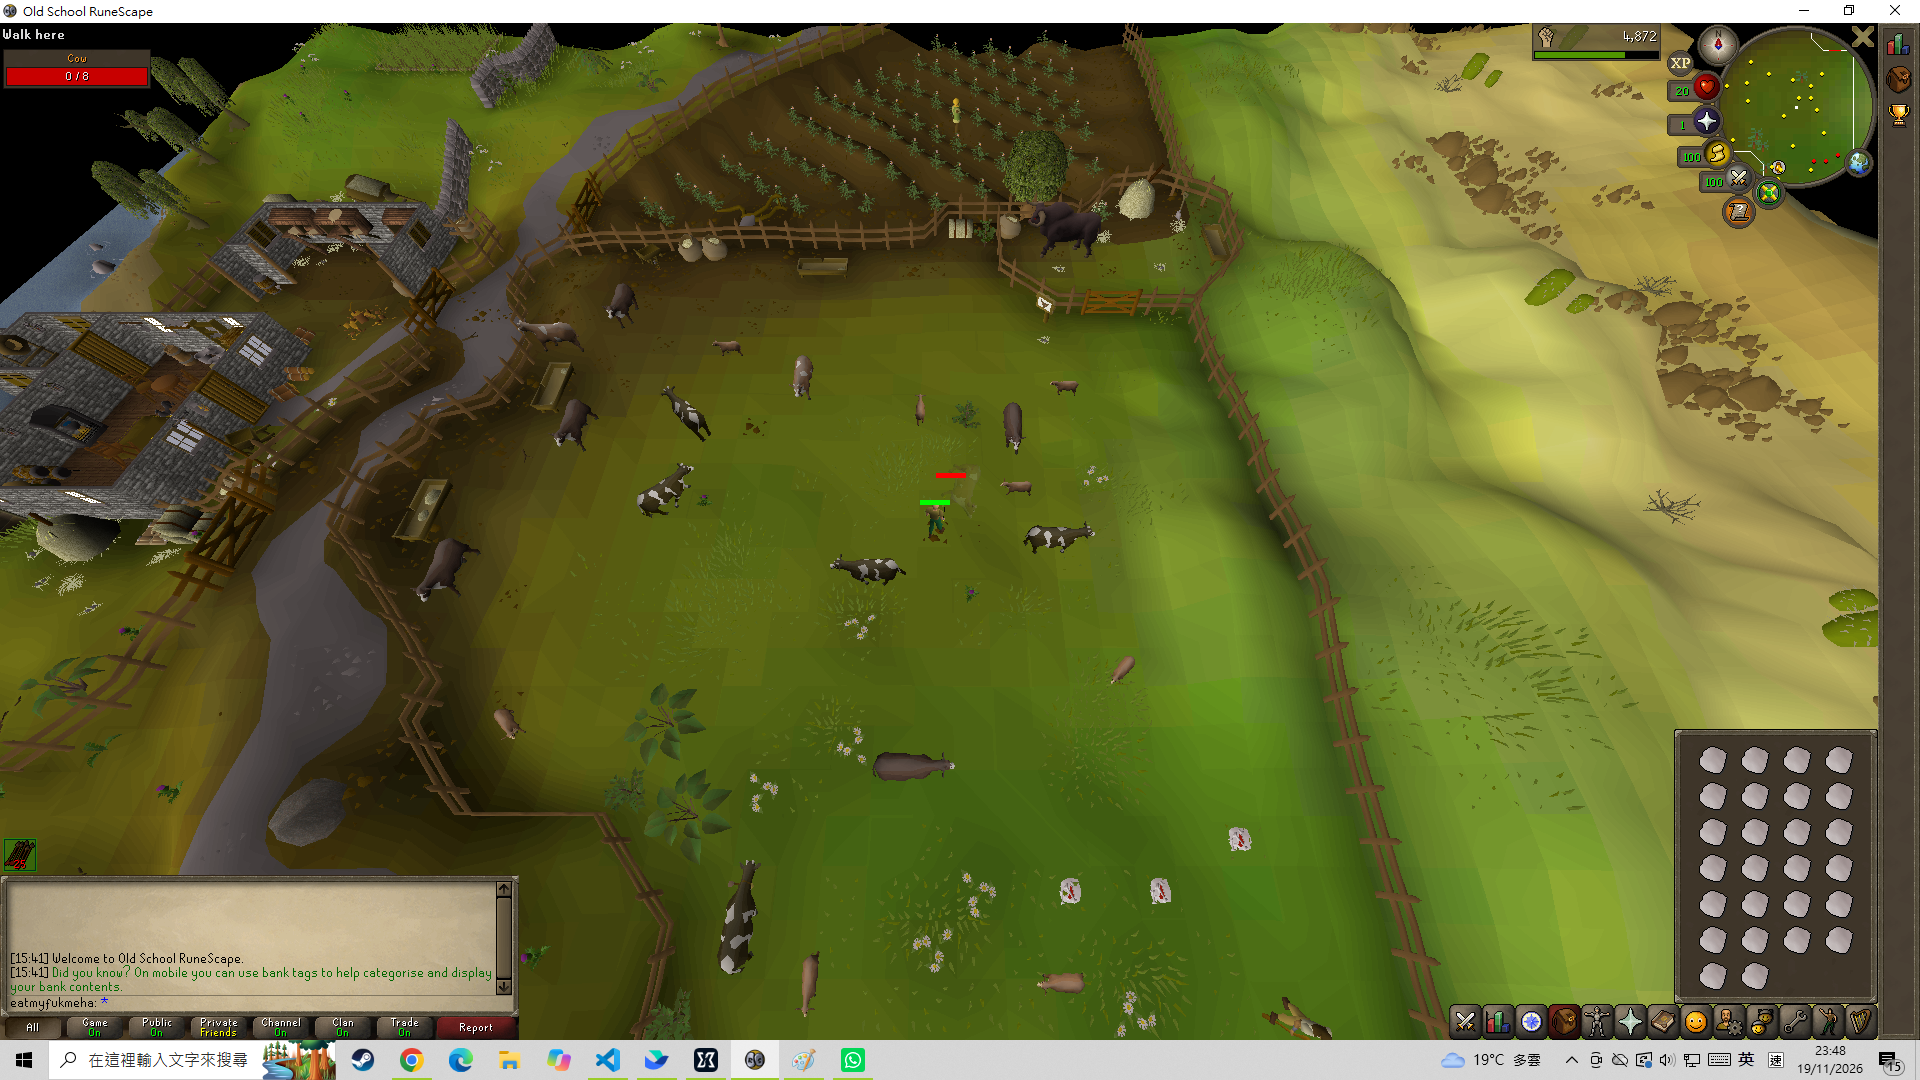 Old School RuneScape
Walk here
Cow
0 / 8
4,872
N
XP
20
1
100
100
25
[15:41] Welcome to Old School RuneScape.
[15:41] Did you know? On mobile you can use bank tags to help categorise and display
your bank contents.
eatmyfukmeha: *
All
Game
On
Public
On
Private
Friends
Channel
On
Clan
On
Trade
On
Report
在這裡輸入文字來搜尋
19°C 多雲
英
速
23:48
19/11/2026
15